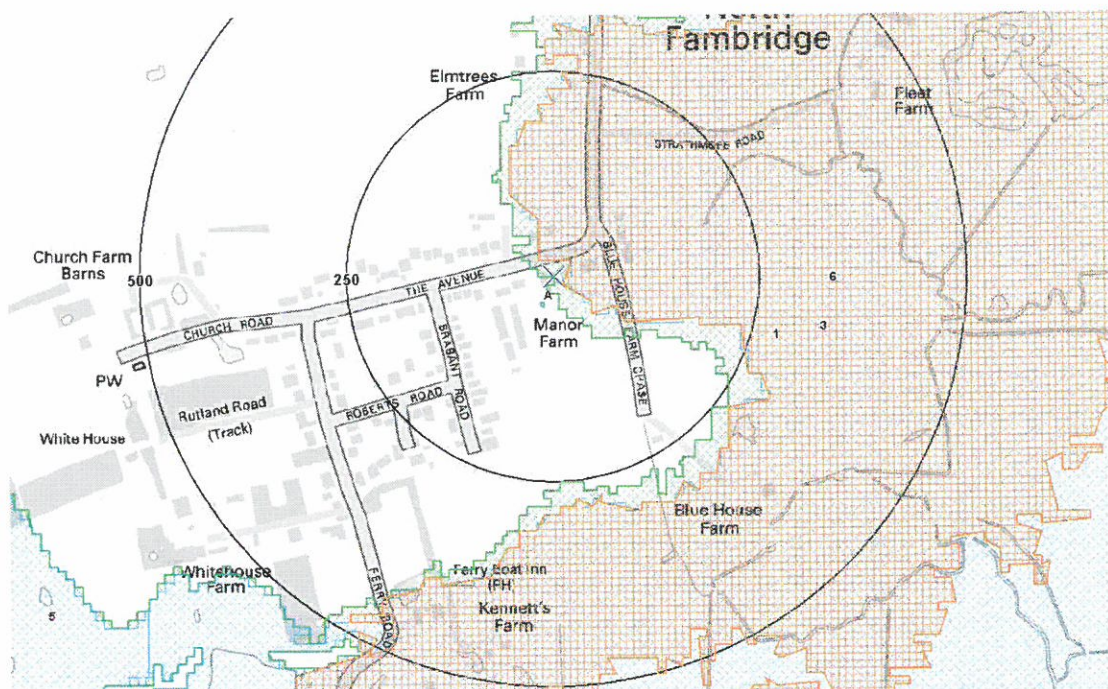 North
Fambridge
Elmtrees
Farm
Fleet
Farm
STRATHMORE ROAD
Church Farm
Barns
500
250
THE AVENUE
CHURCH ROAD
BLUE HOUSE FARM CHASE
A
6
3
1
Manor
Farm
PW
BRABANT ROAD
ROBERTS ROAD
Rutland Road
(Track)
White House
Blue House
Farm
Whitehouse
Farm
Ferry Boat Inn
(PH)
Kennett's
Farm
FERRY ROAD
5